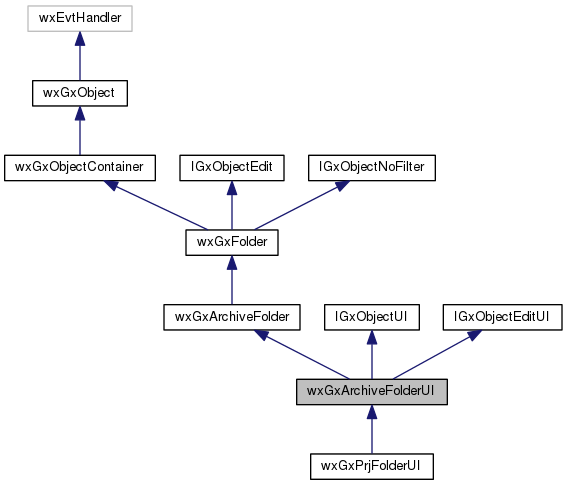 wxEvtHandler
wxGxObject
wxGxObjectContainer
IGxObjectEdit
IGxObjectNoFilter
wxGxFolder
wxGxArchiveFolder
IGxObjectUI
IGxObjectEditUI
wxGxArchiveFolderUI
wxGxPrjFolderUI